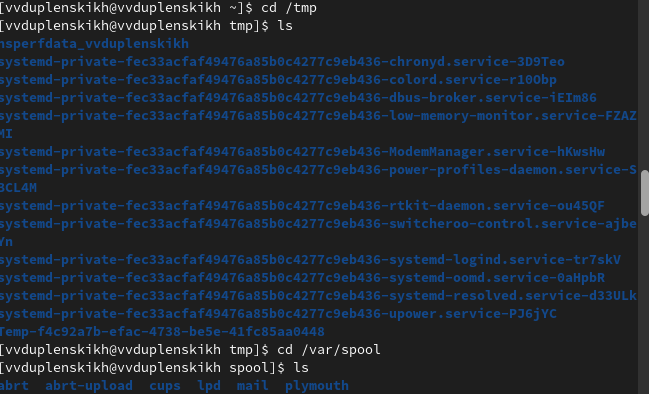 [vvduplenskikh@vvduplenskikh ~]$ cd /tmp
[vvduplenskikh@vvduplenskikh tmp]$ ls
hsperfdata_vvduplenskikh
systemd-private-fec33acfaf49476a85b0c4277c9eb436-chronyd.service-3D9Teo
systemd-private-fec33acfaf49476a85b0c4277c9eb436-colord.service-r10Obp
systemd-private-fec33acfaf49476a85b0c4277c9eb436-dbus-broker.service-iEIm86
systemd-private-fec33acfaf49476a85b0c4277c9eb436-low-memory-monitor.service-FZAZ
MI
systemd-private-fec33acfaf49476a85b0c4277c9eb436-ModemManager.service-hKwsHw
systemd-private-fec33acfaf49476a85b0c4277c9eb436-power-profiles-daemon.service-S
3CL4M
systemd-private-fec33acfaf49476a85b0c4277c9eb436-rtkit-daemon.service-ou45QF
systemd-private-fec33acfaf49476a85b0c4277c9eb436-switcheroo-control.service-ajbe
Yn
systemd-private-fec33acfaf49476a85b0c4277c9eb436-systemd-logind.service-tr7skV
systemd-private-fec33acfaf49476a85b0c4277c9eb436-systemd-oomd.service-0aHpbR
systemd-private-fec33acfaf49476a85b0c4277c9eb436-systemd-resolved.service-d33ULk
systemd-private-fec33acfaf49476a85b0c4277c9eb436-upower.service-PJ6jYC
Temp-f4c92a7b-efac-4738-be5e-41fc85aa0448
[vvduplenskikh@vvduplenskikh tmp]$ cd /var/spool
[vvduplenskikh@vvduplenskikh spool]$ ls
abrt  abrt-upload  cups  lpd  mail  plymouth